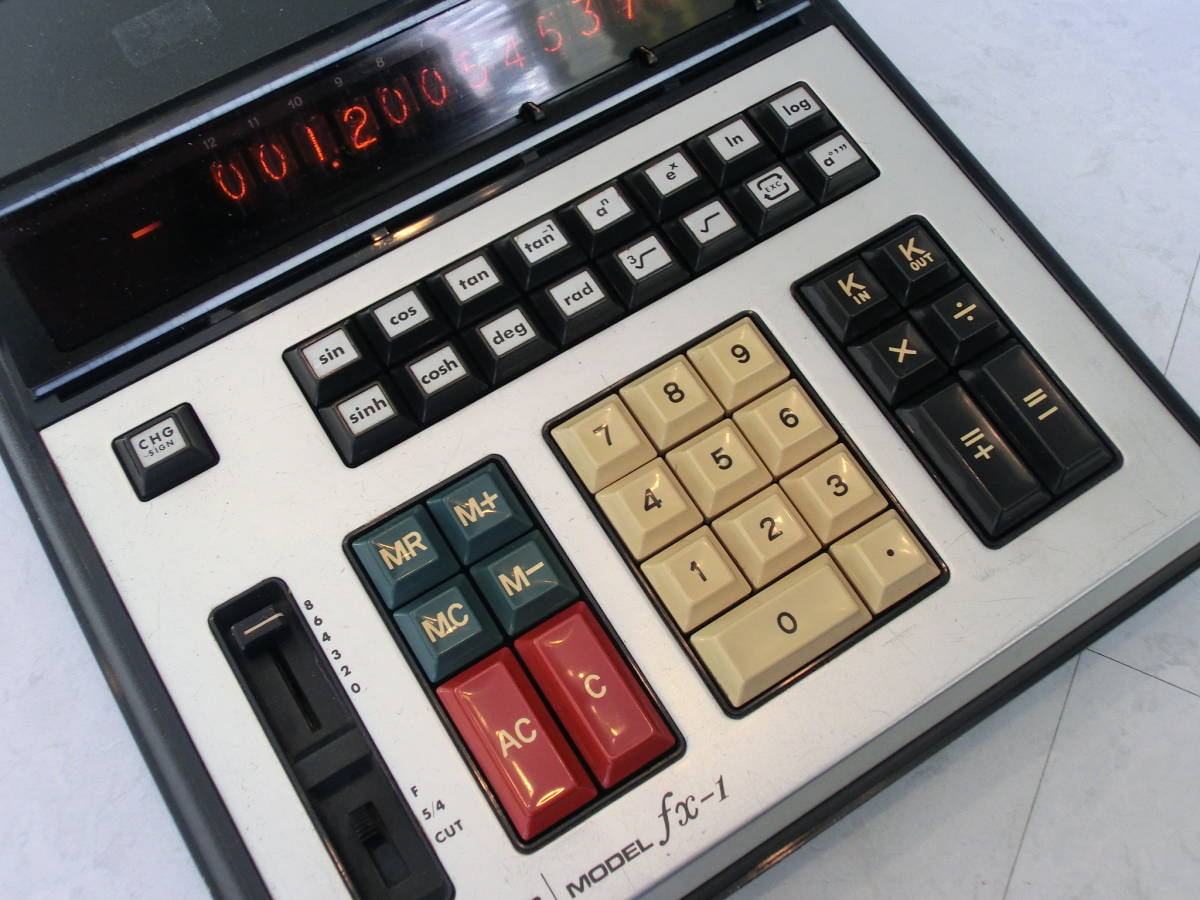 12 11 10 9 8
- 001.20054537
sin cos tan tan-1 aⁿ eˣ ln log
sinh cosh deg rad ³√ √ EXC a°'"
CHG
~SIGN
K IN
K OUT
× ÷
=+ =-
7 8 9
4 5 6
1 2 3
0 .
MR M+
MC M-
AC C
8
6
4
3
2
0
F
5/4
CUT
MODEL fx-1